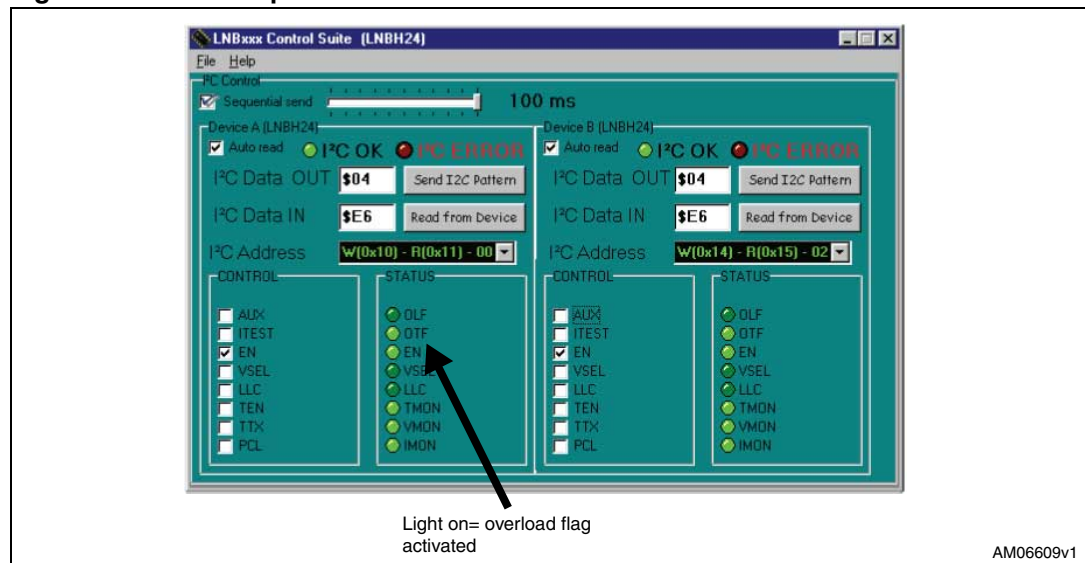 LNBxxx Control Suite (LNBH24)
File Help
I²C Control
Sequential send
100 ms
Device A (LNBH24)
Auto read I²C OK I²C ERROR
I²C Data OUT $04 Send I2C Pattern
I²C Data IN $E6 Read from Device
I²C Address W(0x10) - R(0x11) - 00
CONTROL
AUX
ITEST
EN
VSEL
LLC
TEN
TTX
PCL
STATUS
OLF
OTF
EN
VSEL
LLC
TMON
VMON
IMON
Device B (LNBH24)
Auto read I²C OK I²C ERROR
I²C Data OUT $04 Send I2C Pattern
I²C Data IN $E6 Read from Device
I²C Address W(0x14) - R(0x15) - 02
CONTROL
AUX
ITEST
EN
VSEL
LLC
TEN
TTX
PCL
STATUS
OLF
OTF
EN
VSEL
LLC
TMON
VMON
IMON
Light on= overload flag
activated
AM06609v1